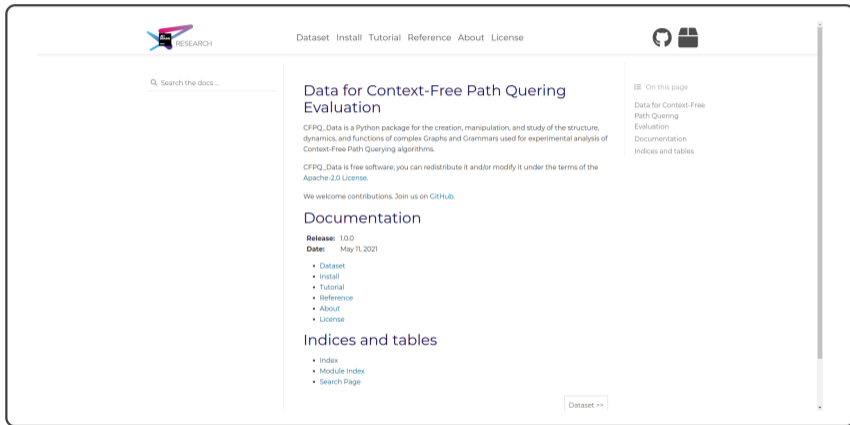 RESEARCH
Dataset Install Tutorial Reference About License
Search the docs ...
Data for Context-Free Path Quering
Evaluation
CFPQ_Data is a Python package for the creation, manipulation, and study of the structure,
dynamics, and functions of complex Graphs and Grammars used for experimental analysis of
Context-Free Path Querying algorithms.
CFPQ_Data is free software; you can redistribute it and/or modify it under the terms of the
Apache-2.0 License.
We welcome contributions. Join us on GitHub.
Documentation
Release: 1.0.0
Date: May 11, 2021
Dataset
Install
Tutorial
Reference
About
License
Indices and tables
Index
Module Index
Search Page
Dataset >>
On this page
Data for Context-Free
Path Quering
Evaluation
Documentation
Indices and tables